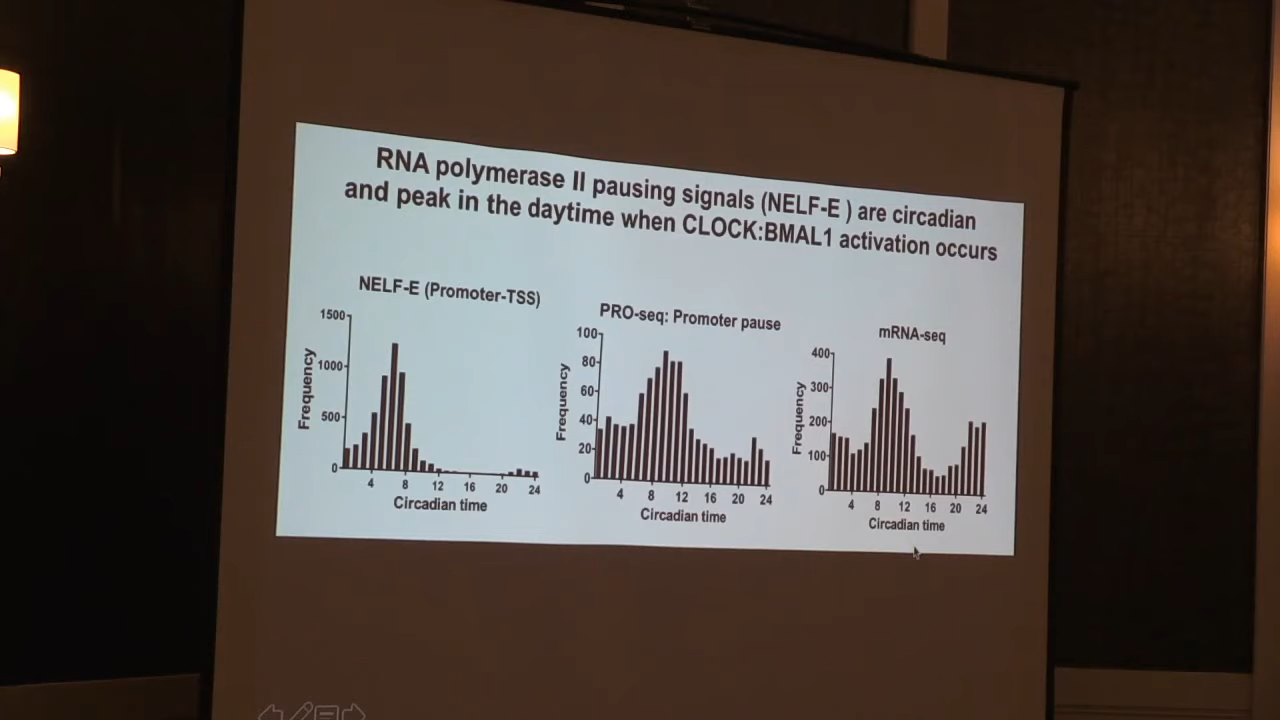 RNA polymerase II pausing signals (NELF-E ) are circadian
and peak in the daytime when CLOCK:BMAL1 activation occurs
NELF-E (Promoter-TSS)
1500
1000
500
0
Frequency
4 8 12 16 20 24
Circadian time
PRO-seq: Promoter pause
100
80
60
40
20
0
Frequency
4 8 12 16 20 24
Circadian time
mRNA-seq
400
300
200
100
0
Frequency
4 8 12 16 20 24
Circadian time